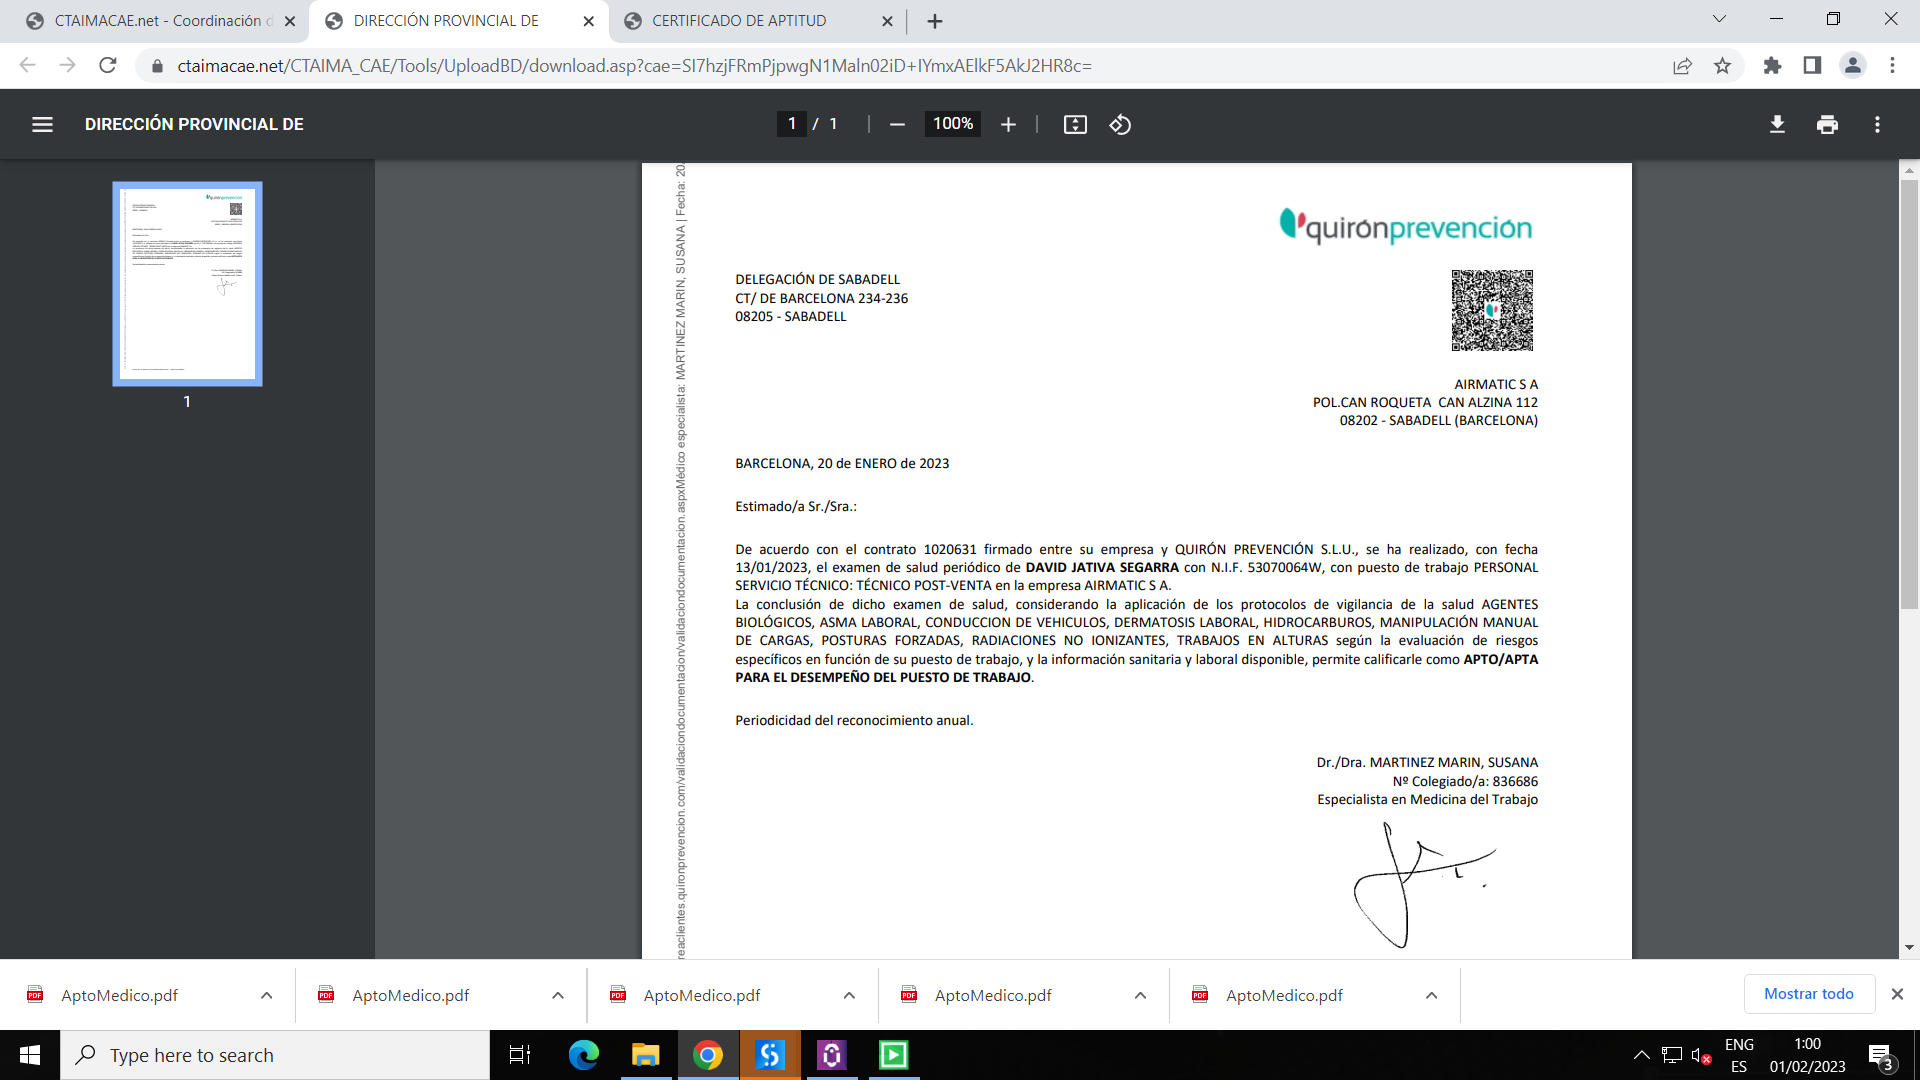 CTAIMACAE.net - Coordinación d
DIRECCIÓN PROVINCIAL DE
CERTIFICADO DE APTITUD
ctaimacae.net/CTAIMA_CAE/Tools/UploadBD/download.asp?cae=SI7hzjFRmPjpwgN1Maln02iD+IYmxAElkF5AkJ2HR8c=
DIRECCIÓN PROVINCIAL DE
1 / 1
100%
1
reaclientes.quironprevencion.com/validaciondocumentacion/validaciondocumentacion.aspxMédico especialista: MARTINEZ MARIN, SUSANA | Fecha: 20
quirónprevención
DELEGACIÓN DE SABADELL
CT/ DE BARCELONA 234-236
08205 - SABADELL
AIRMATIC S A
POL.CAN ROQUETA CAN ALZINA 112
08202 - SABADELL (BARCELONA)
BARCELONA, 20 de ENERO de 2023
Estimado/a Sr./Sra.:
De acuerdo con el contrato 1020631 firmado entre su empresa y QUIRÓN PREVENCIÓN S.L.U., se ha realizado, con fecha
13/01/2023, el examen de salud periódico de DAVID JATIVA SEGARRA con N.I.F. 53070064W, con puesto de trabajo PERSONAL
SERVICIO TÉCNICO: TÉCNICO POST-VENTA en la empresa AIRMATIC S A.
La conclusión de dicho examen de salud, considerando la aplicación de los protocolos de vigilancia de la salud AGENTES
BIOLÓGICOS, ASMA LABORAL, CONDUCCION DE VEHICULOS, DERMATOSIS LABORAL, HIDROCARBUROS, MANIPULACIÓN MANUAL
DE CARGAS, POSTURAS FORZADAS, RADIACIONES NO IONIZANTES, TRABAJOS EN ALTURAS según la evaluación de riesgos
específicos en función de su puesto de trabajo, y la información sanitaria y laboral disponible, permite calificarle como APTO/APTA
PARA EL DESEMPEÑO DEL PUESTO DE TRABAJO.
Periodicidad del reconocimiento anual.
Dr./Dra. MARTINEZ MARIN, SUSANA
Nº Colegiado/a: 836686
Especialista en Medicina del Trabajo
AptoMedico.pdf
AptoMedico.pdf
AptoMedico.pdf
AptoMedico.pdf
AptoMedico.pdf
Mostrar todo
Type here to search
ENG
ES
1:00
01/02/2023
3